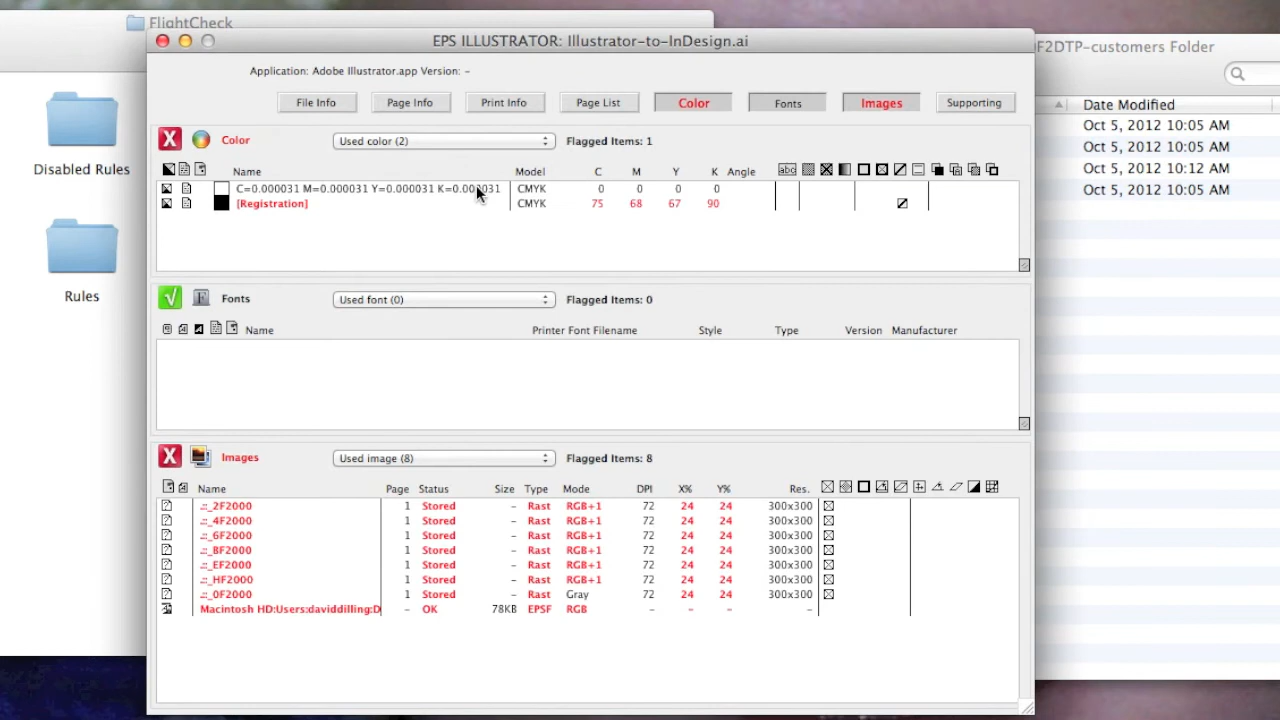 FlightCheck
EPS ILLUSTRATOR: Illustrator-to-InDesign.ai
F2DTP-customers Folder
Application: Adobe Illustrator.app Version: –
File Info Page Info Print Info Page List Color Fonts Images Supporting
Date Modified
Oct 5, 2012 10:05 AM
Oct 5, 2012 10:05 AM
Oct 5, 2012 10:12 AM
Oct 5, 2012 10:05 AM
Disabled Rules
Rules
X Color Used color (2) Flagged Items: 1
Name Model C M Y K Angle abc
C=0.000031 M=0.000031 Y=0.000031 K=0.000031 CMYK 0 0 0 0
[Registration] CMYK 75 68 67 90
F Fonts Used font (0) Flagged Items: 0
Name Printer Font Filename Style Type Version Manufacturer
X Images Used image (8) Flagged Items: 8
Name Page Status Size Type Mode DPI X% Y% Res.
.::_2F2000 1 Stored – Rast RGB+1 72 24 24 300x300
.::_4F2000 1 Stored – Rast RGB+1 72 24 24 300x300
.::_6F2000 1 Stored – Rast RGB+1 72 24 24 300x300
.::_BF2000 1 Stored – Rast RGB+1 72 24 24 300x300
.::_EF2000 1 Stored – Rast RGB+1 72 24 24 300x300
.::_HF2000 1 Stored – Rast RGB+1 72 24 24 300x300
.::_0F2000 1 Stored – Rast Gray 72 24 24 300x300
Macintosh HD:Users:daviddilling:D – OK 78KB EPSF RGB – – – –